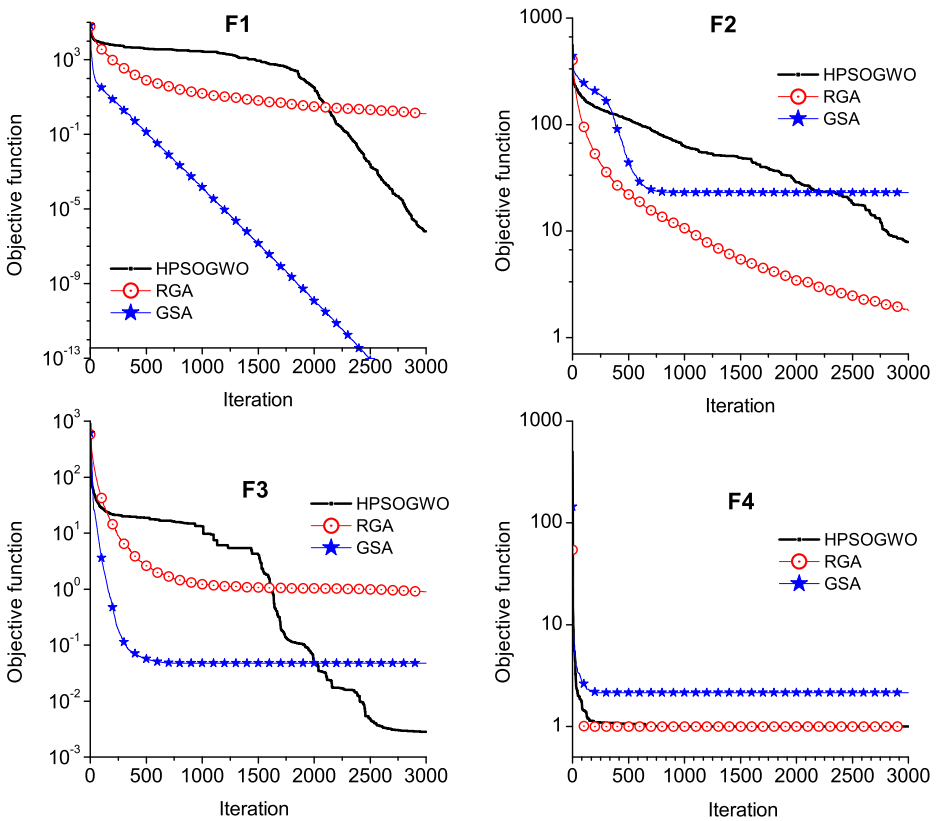 F1
Objective function
10^3
10^-1
10^-5
10^-9
10^-13
HPSOGWO
RGA
GSA
0 500 1000 1500 2000 2500 3000
Iteration
F2
Objective function
1000
100
10
1
HPSOGWO
RGA
GSA
0 500 1000 1500 2000 2500 3000
Iteration
F3
Objective function
10^3
10^2
10^1
10^0
10^-1
10^-2
10^-3
HPSOGWO
RGA
GSA
0 500 1000 1500 2000 2500 3000
Iteration
F4
Objective function
1000
100
10
1
HPSOGWO
RGA
GSA
0 500 1000 1500 2000 2500 3000
Iteration